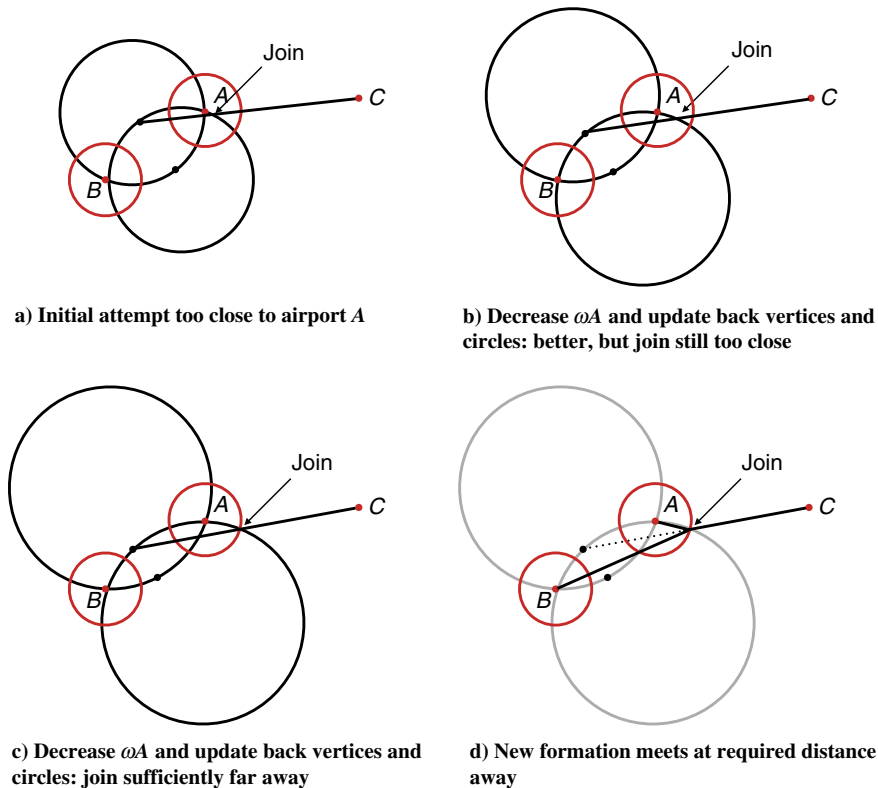 Join
A
C
B
a) Initial attempt too close to airport A
Join
A
C
B
b) Decrease ωA and update back vertices and
circles: better, but join still too close
Join
A
C
B
c) Decrease ωA and update back vertices and
circles: join sufficiently far away
Join
A
C
B
d) New formation meets at required distance
away